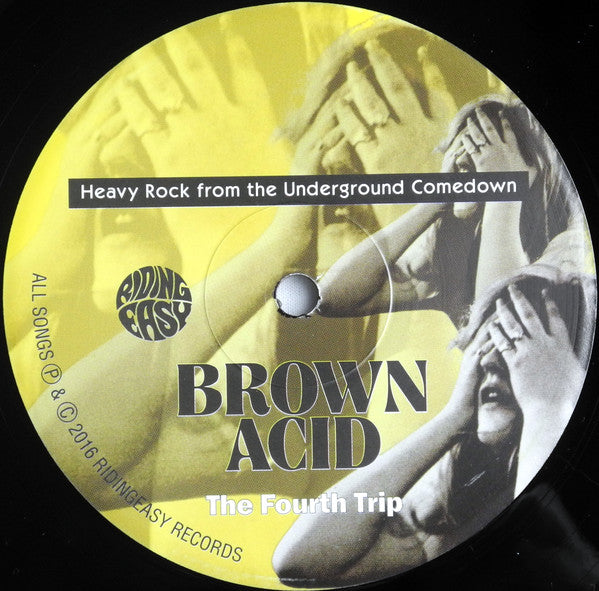 Heavy Rock from the Underground Comedown
RIDING
EASY
BROWN
ACID
The Fourth Trip
ALL SONGS Ⓟ & Ⓒ 2016 RIDINGEASY RECORDS